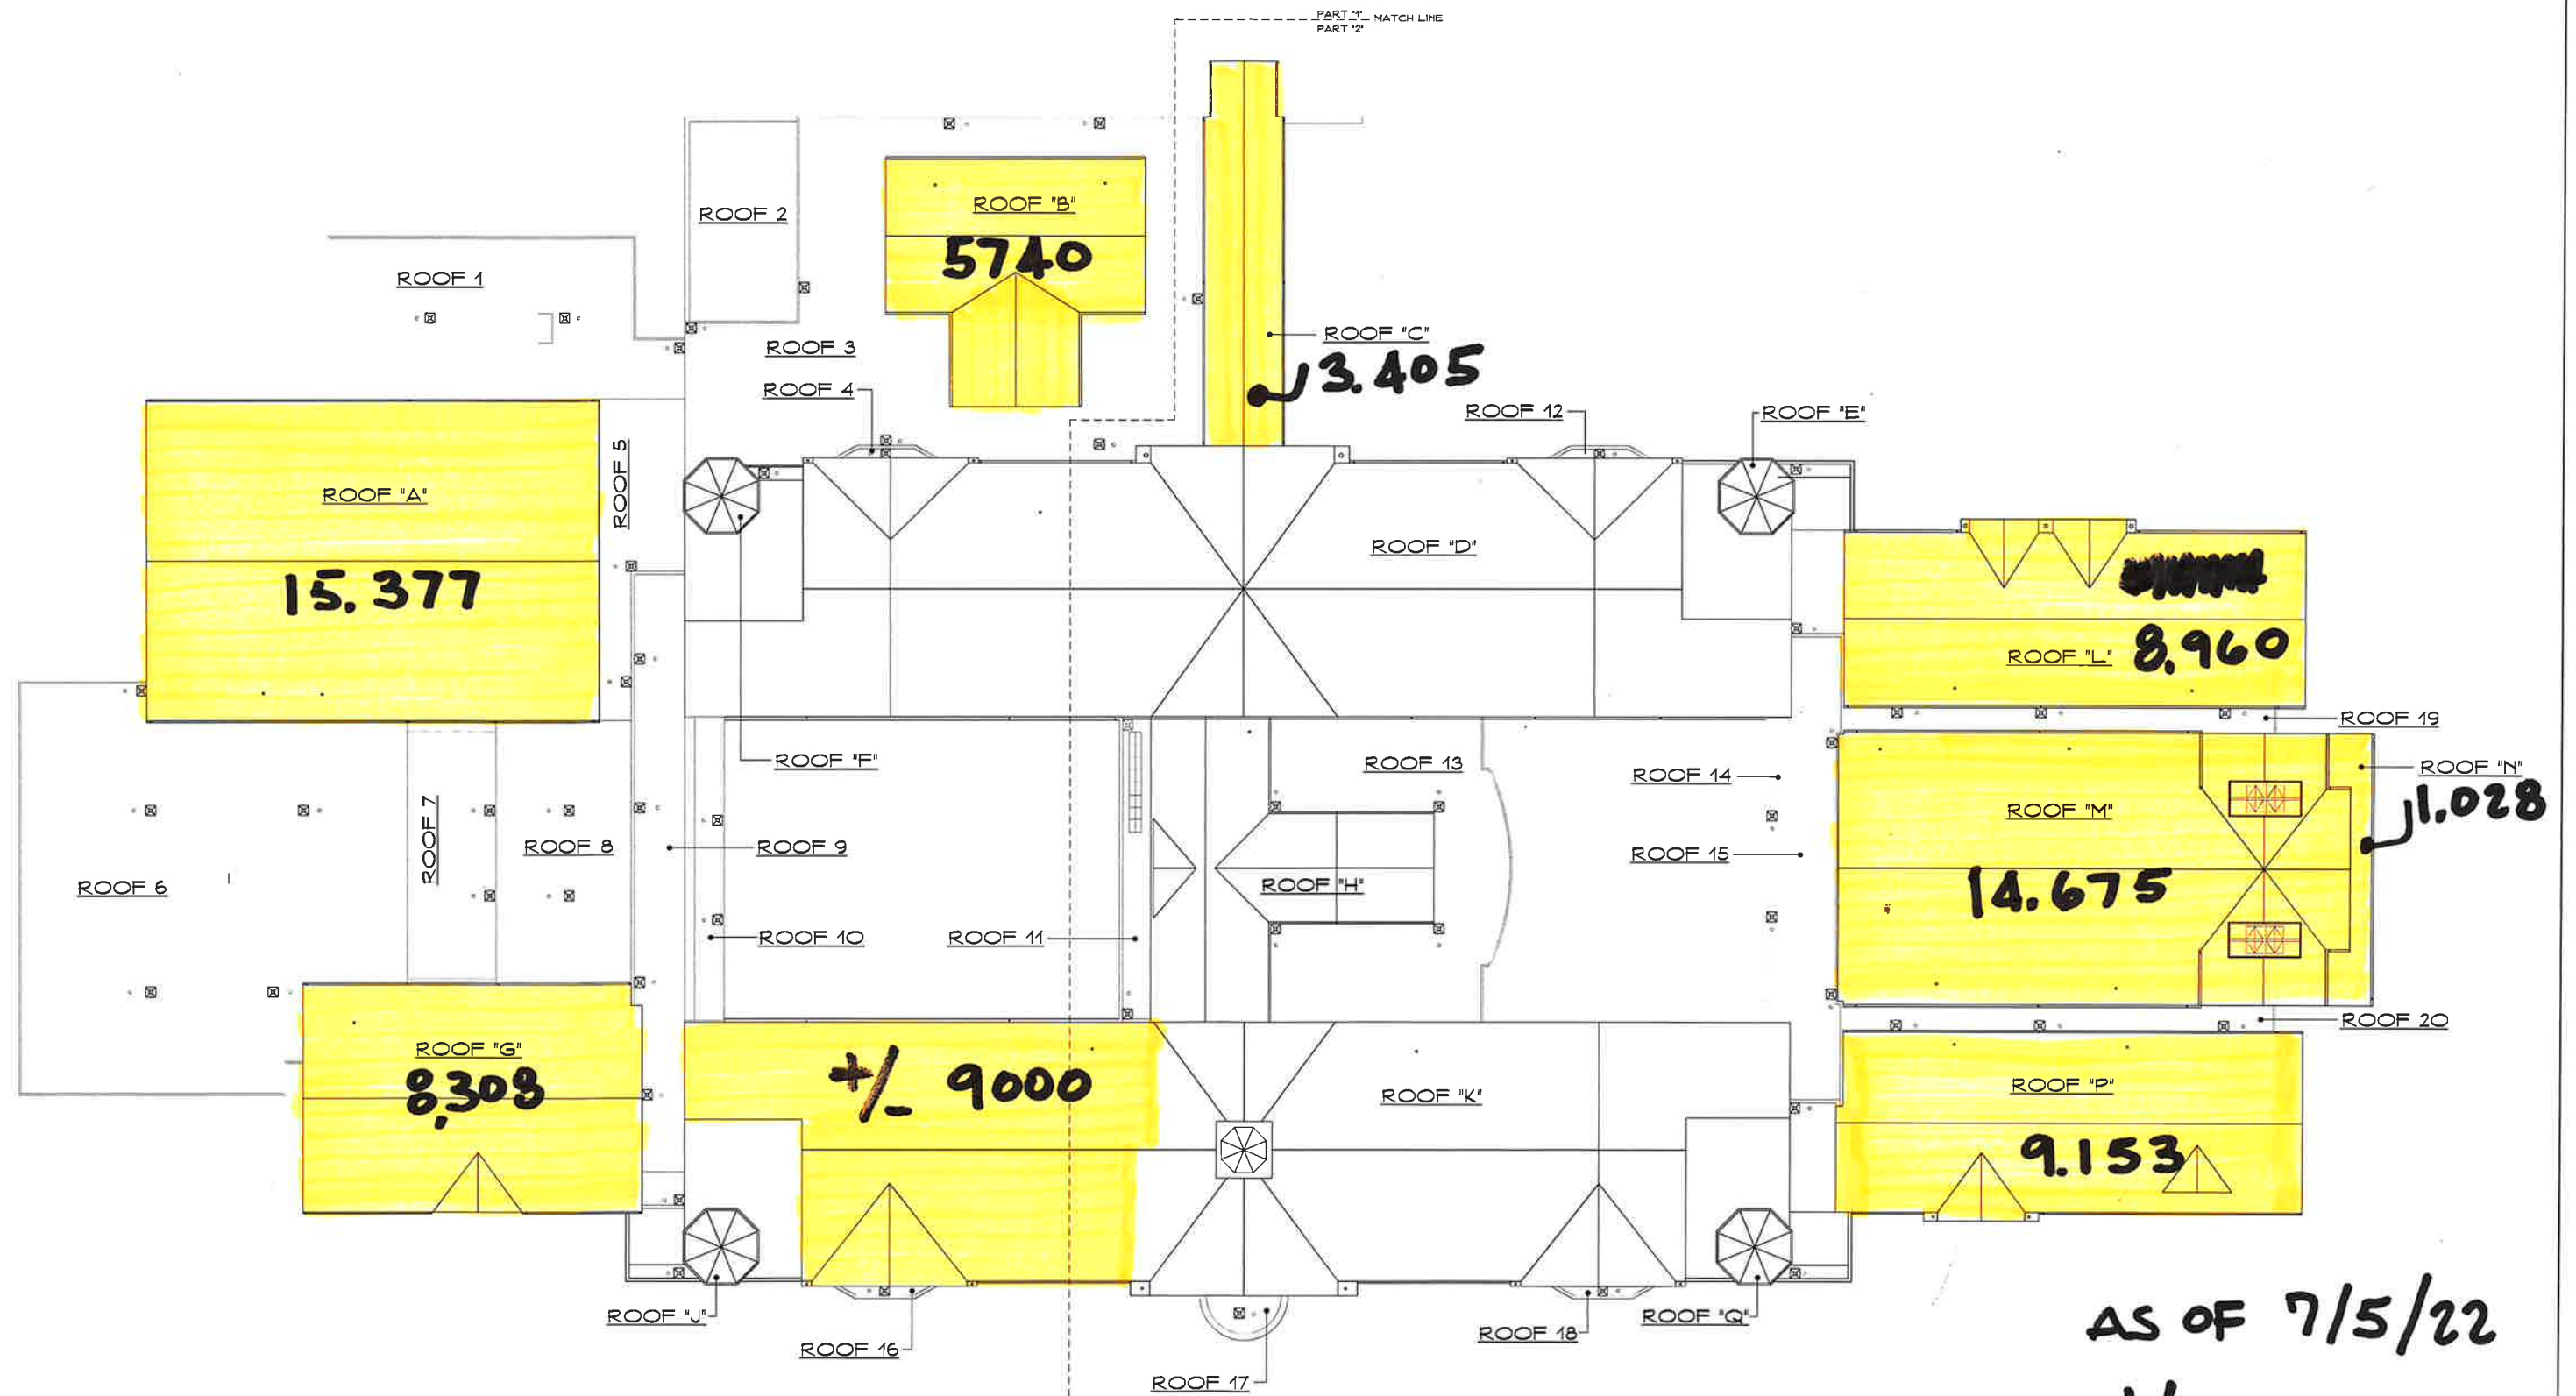 PART "1" MATCH LINE
PART "2"
ROOF 2
ROOF "B"
5740
ROOF 1
ROOF 3
ROOF "C"
3.405
ROOF 4
ROOF 12
ROOF "E"
ROOF "A"
15.377
ROOF 5
ROOF "D"
ROOF "L" 8.960
ROOF 19
ROOF "F"
ROOF 13
ROOF 14
ROOF "N"
1.028
ROOF 7
ROOF 8
ROOF 9
ROOF 15
ROOF "M"
14.675
ROOF 6
ROOF "H"
ROOF 10
ROOF 11
ROOF 20
ROOF "G"
8,308
+/- 9000
ROOF "K"
ROOF "P"
9.153
ROOF "J"
ROOF 16
ROOF 17
ROOF 18
ROOF "Q"
AS OF 7/5/22